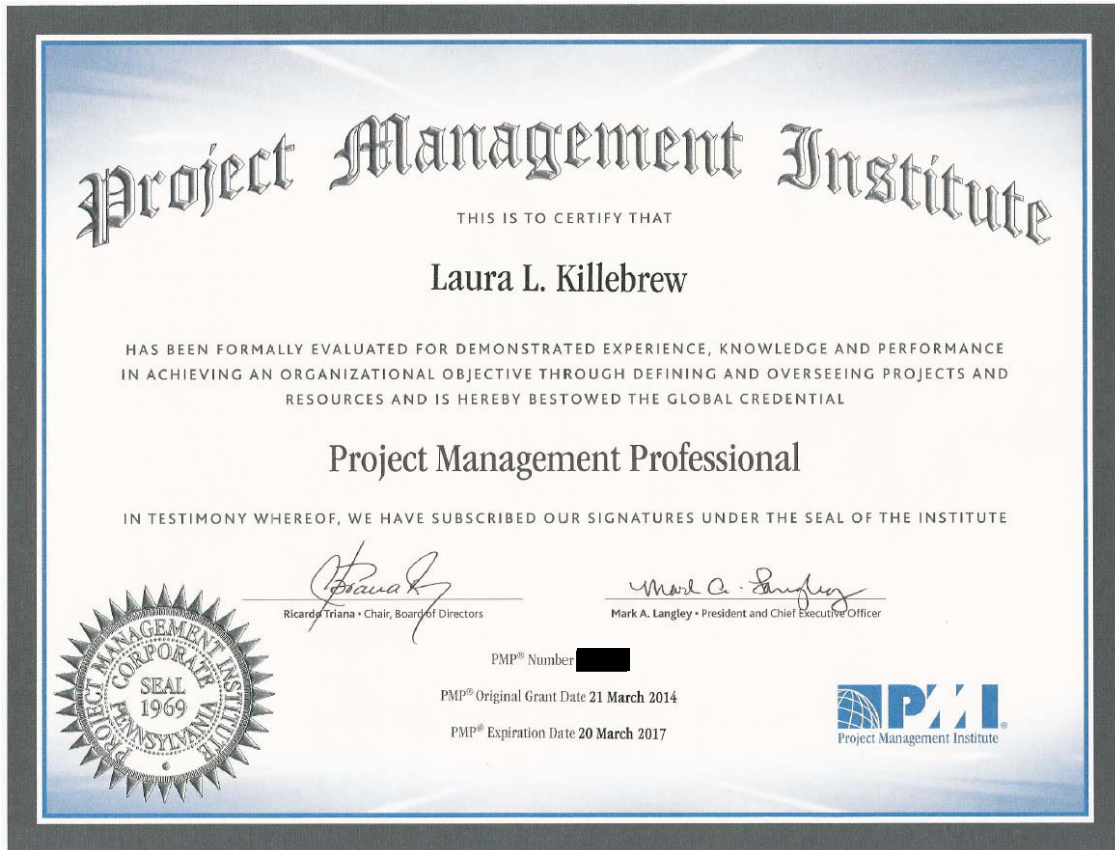 Project Management Institute
THIS IS TO CERTIFY THAT
Laura L. Killebrew
HAS BEEN FORMALLY EVALUATED FOR DEMONSTRATED EXPERIENCE, KNOWLEDGE AND PERFORMANCE
IN ACHIEVING AN ORGANIZATIONAL OBJECTIVE THROUGH DEFINING AND OVERSEEING PROJECTS AND
RESOURCES AND IS HEREBY BESTOWED THE GLOBAL CREDENTIAL
Project Management Professional
IN TESTIMONY WHEREOF, WE HAVE SUBSCRIBED OUR SIGNATURES UNDER THE SEAL OF THE INSTITUTE
Mark A. Langley
Ricardo Triana • Chair, Board of Directors
Mark A. Langley • President and Chief Executive Officer
PMP® Number
PMP® Original Grant Date 21 March 2014
PMP® Expiration Date 20 March 2017
PROJECT MANAGEMENT INSTITUTE
CORPORATE
SEAL
1969
PENNSYLVANIA
PMI®
Project Management Institute